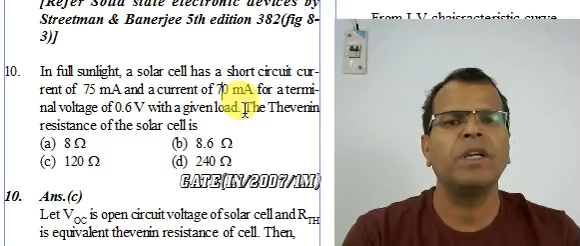 [Refer Solid state electronic devices by
Streetman & Banerjee 5th edition 382(fig 8-
3)]
From I-V chaisracteristic curve
10. In full sunlight, a solar cell has a short circuit cur-
rent of 75 mA and a current of 70 mA for a termi-
nal voltage of 0.6 V with a given load. The Thevenin
resistance of the solar cell is
(a) 8 Ω (b) 8.6 Ω
(c) 120 Ω (d) 240 Ω
GATE(IN/2007/1M)
10. Ans.(c)
Let VOC is open circuit voltage of solar cell and RTH
is equivalent thevenin resistance of cell. Then,